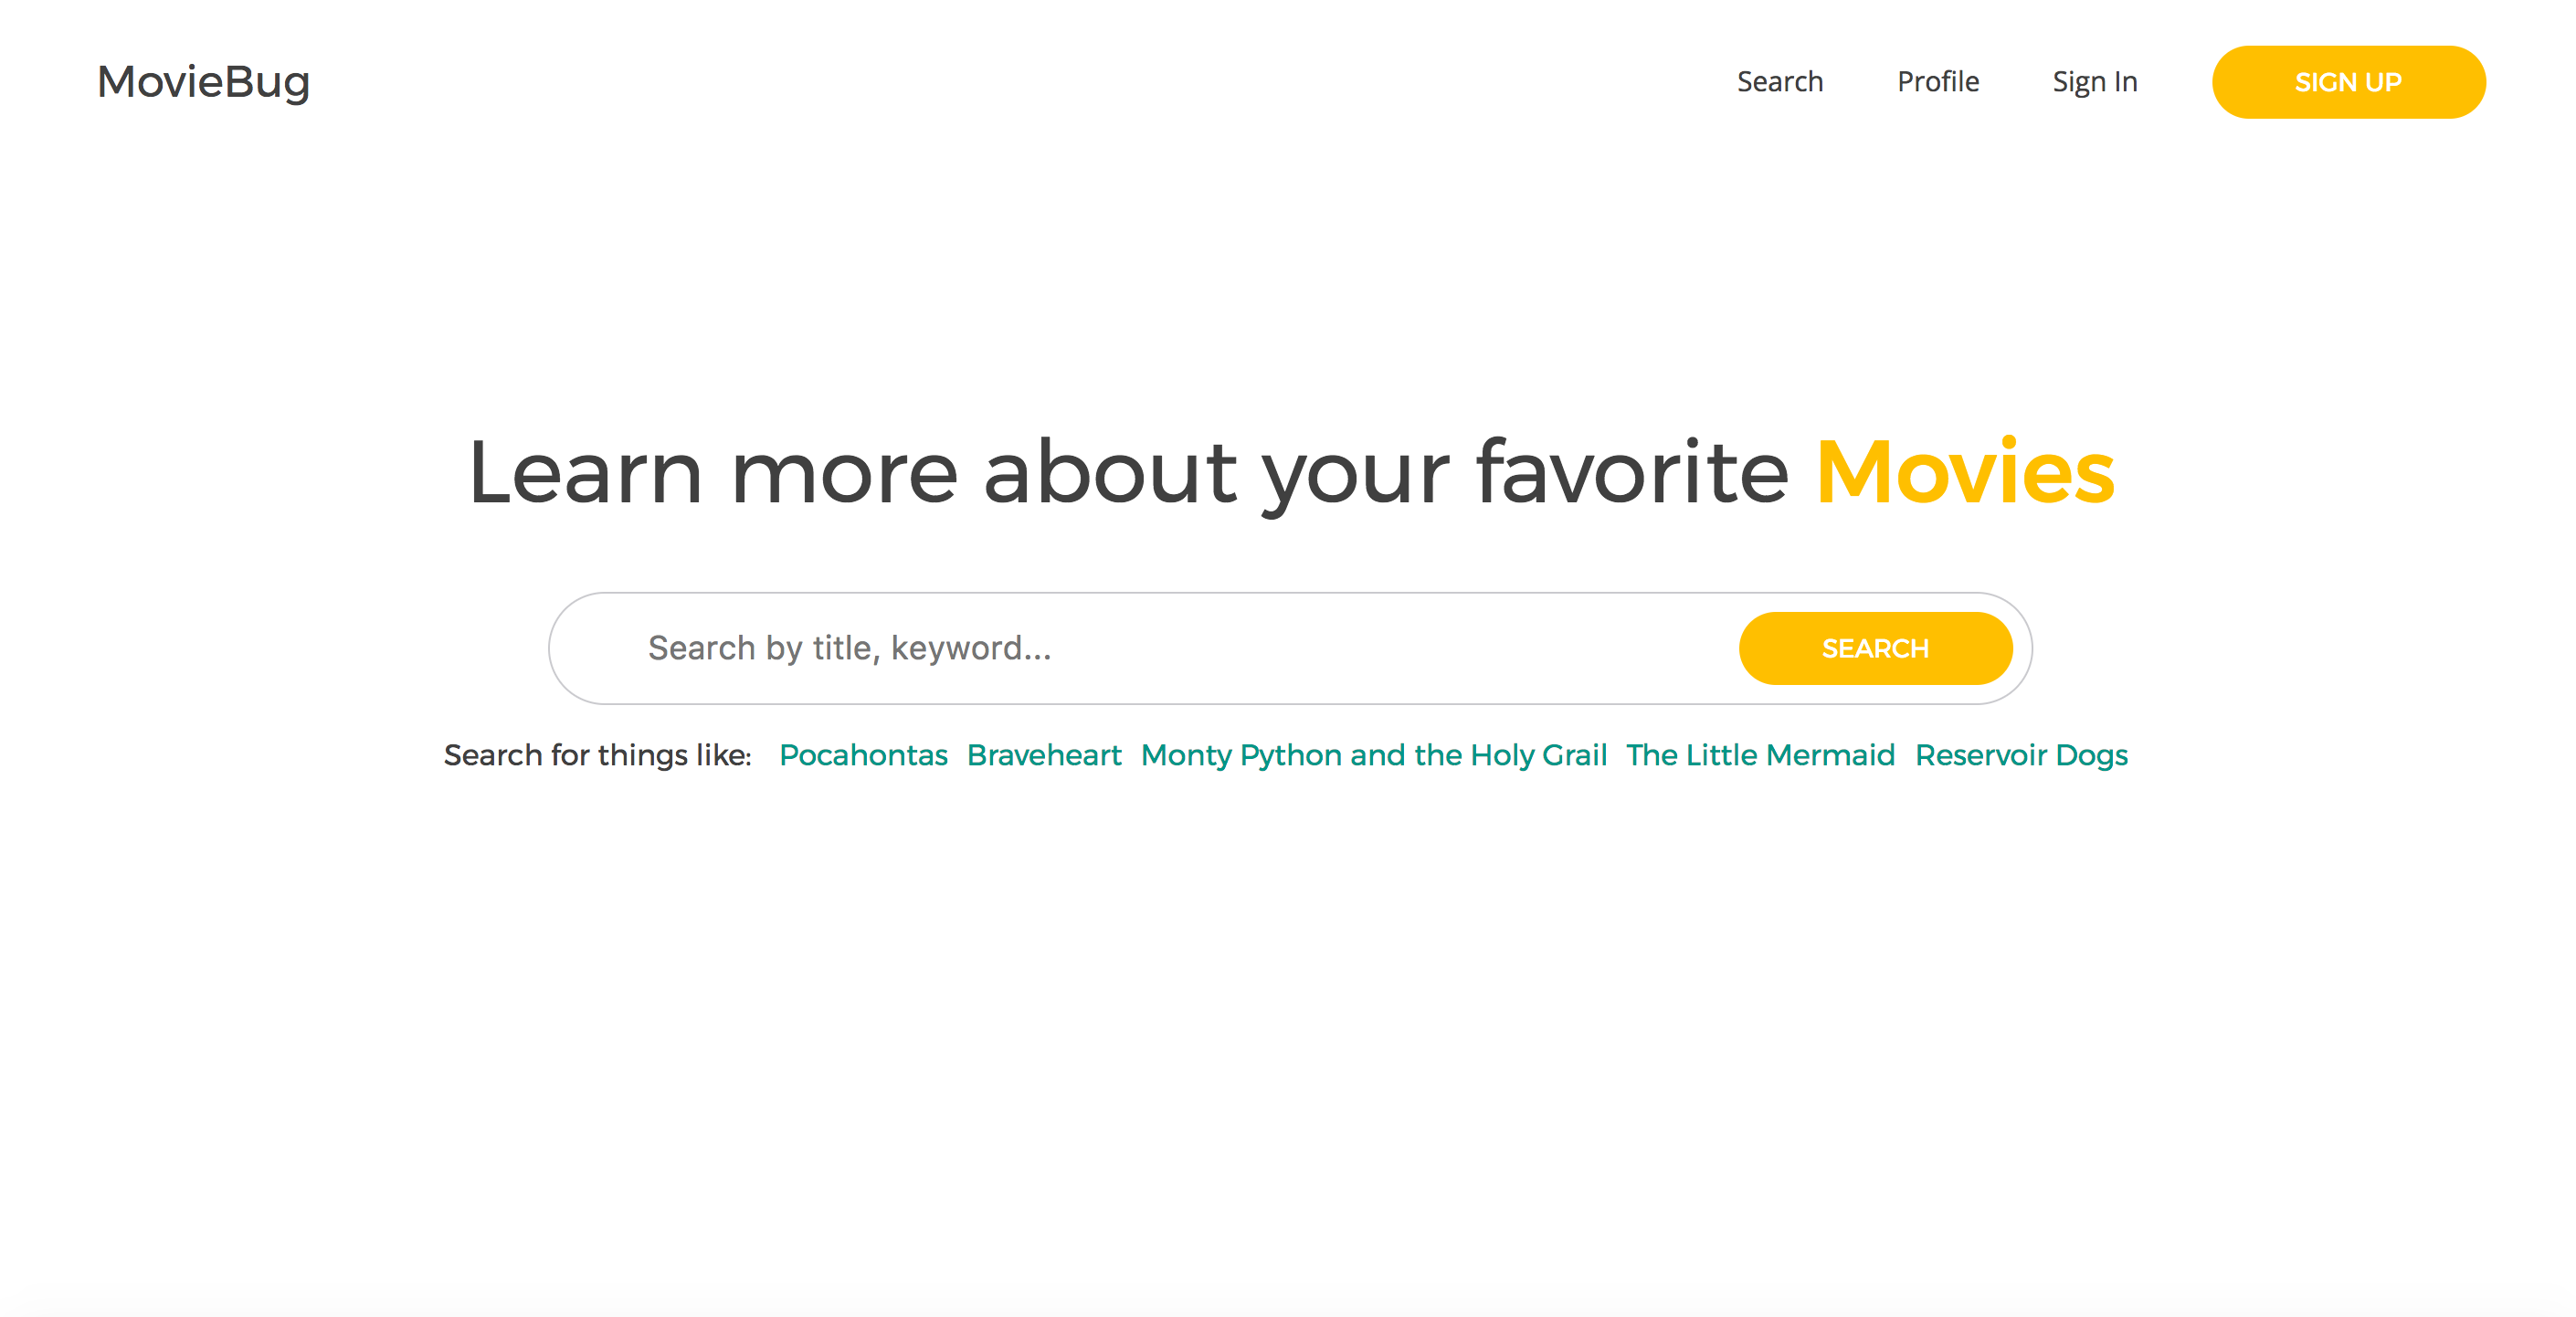 MovieBug Search Profile Sign In SIGN UP
Learn more about your favorite Movies
Search by title, keyword... SEARCH
Search for things like: Pocahontas Braveheart Monty Python and the Holy Grail The Little Mermaid Reservoir Dogs